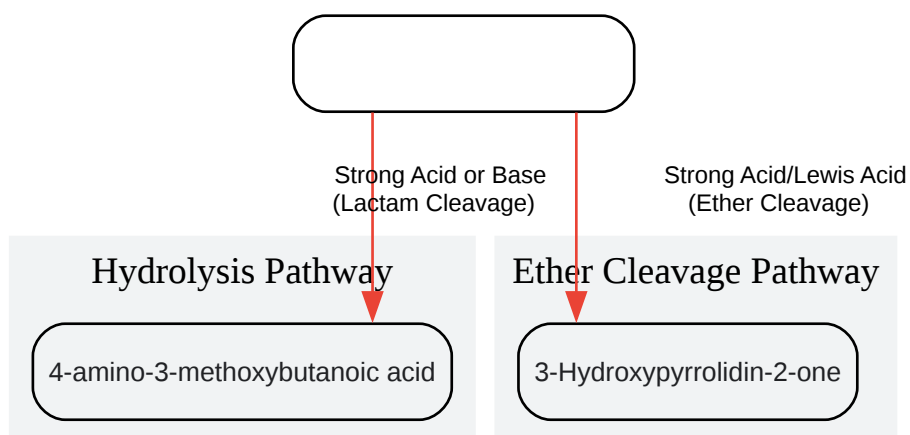 Strong Acid or Base
(Lactam Cleavage)
Strong Acid/Lewis Acid
(Ether Cleavage)
Hydrolysis Pathway
Ether Cleavage Pathway
4-amino-3-methoxybutanoic acid
3-Hydroxypyrrolidin-2-one